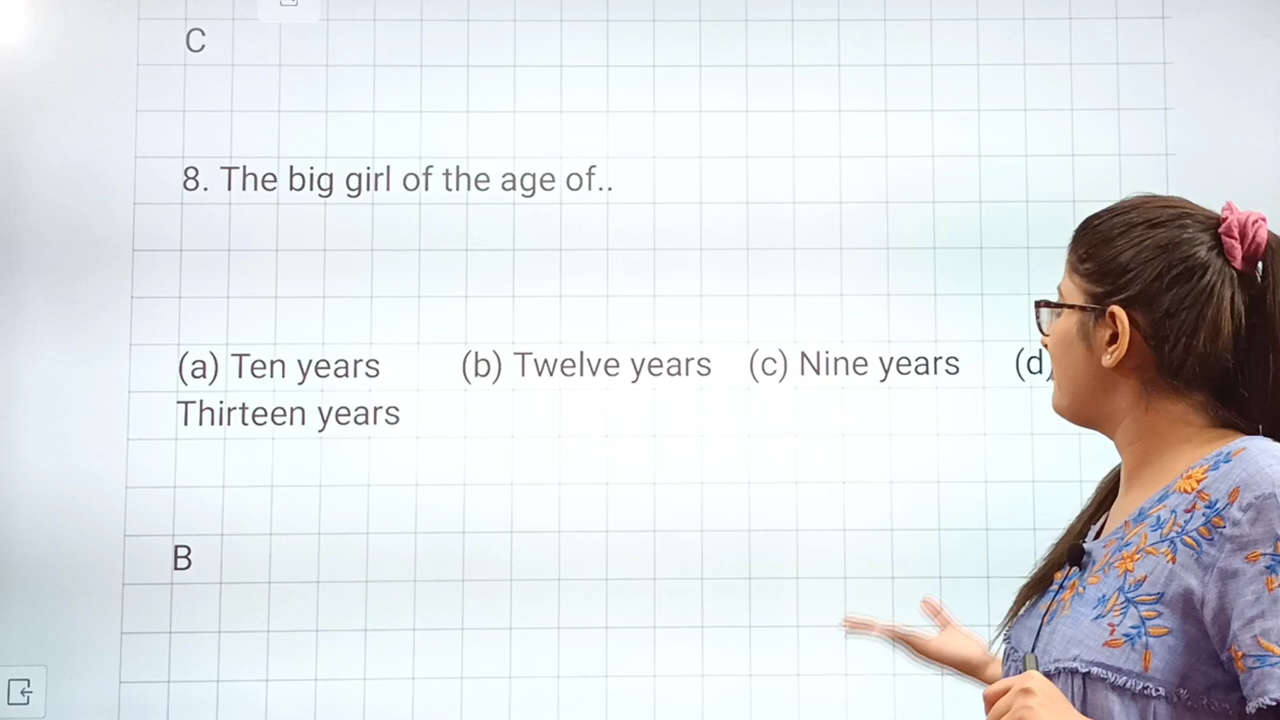 C
8. The big girl of the age of..
(a) Ten years (b) Twelve years (c) Nine years (d)
Thirteen years
B